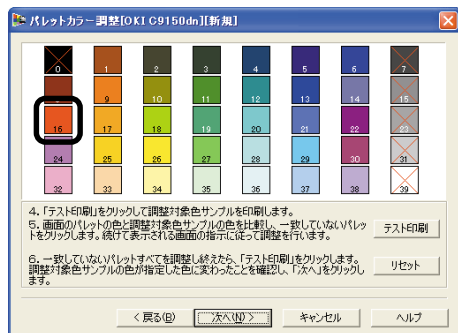 パレットカラー調整[OKI C9150dn][新規]
0 1 2 3 4 5 6 7
9 10 11 12 13 14 15
16 17 18 19 20 21 22 23
24 25 26 27 28 29 30 31
32 33 34 35 36 37 38 39
4. 「テスト印刷」をクリックして調整対象色サンプルを印刷します。
5. 画面のパレットの色と調整対象色サンプルの色を比較し、一致していないパレッ
トをクリックします。続けて表示される画面の指示に従って調整を行います。
テスト印刷
6. 一致していないパレットすべてを調整し終えたら、「テスト印刷」をクリックします。
調整対象色サンプルの色が指定した色に変わったことを確認し、「次へ」をクリックし
ます。
リセット
< 戻る(B) 次へ(N) > キャンセル ヘルプ